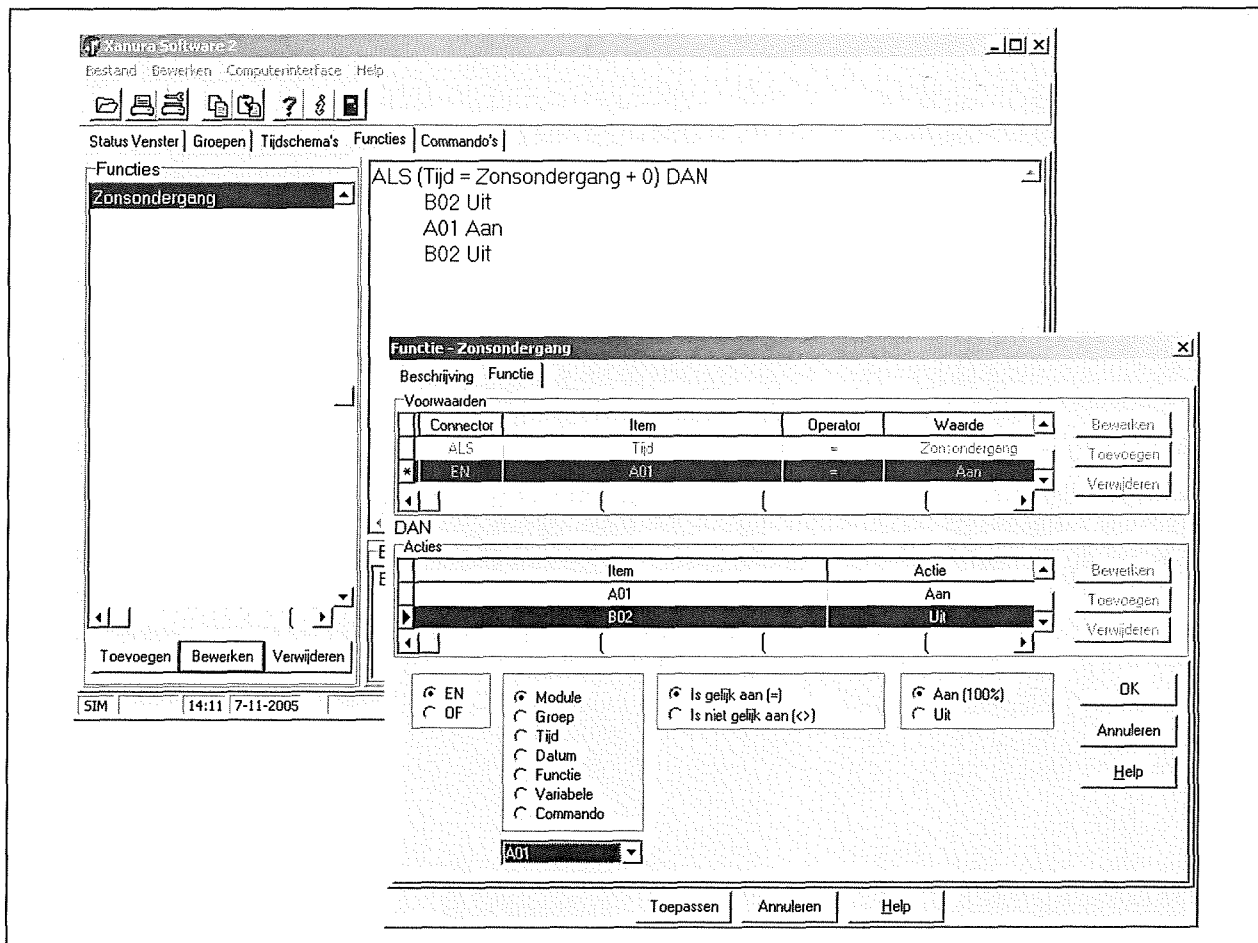 Xanura Software 2
Bestand Bewerken Computerinterface Help
Status Venster Groepen Tijdschema's Functies Commando's
Functies
Zonsondergang
ALS (Tijd = Zonsondergang + 0) DAN
B02 Uit
A01 Aan
B02 Uit
Toevoegen Bewerken Verwijderen
SIM 14:11 7-11-2005
Functie - Zonsondergang
Beschrijving Functie
Voorwaarden
Connector Item Operator Waarde
ALS Tijd = Zonsondergang
* EN A01 = Aan
Bewerken
Toevoegen
Verwijderen
DAN
Acties
Item Actie
A01 Aan
B02 Uit
Bewerken
Toevoegen
Verwijderen
EN
OF
Module
Groep
Tijd
Datum
Functie
Variabele
Commando
A01
Is gelijk aan (=)
Is niet gelijk aan (<>)
Aan (100%)
Uit
OK
Annuleren
Help
Toepassen Annuleren Help